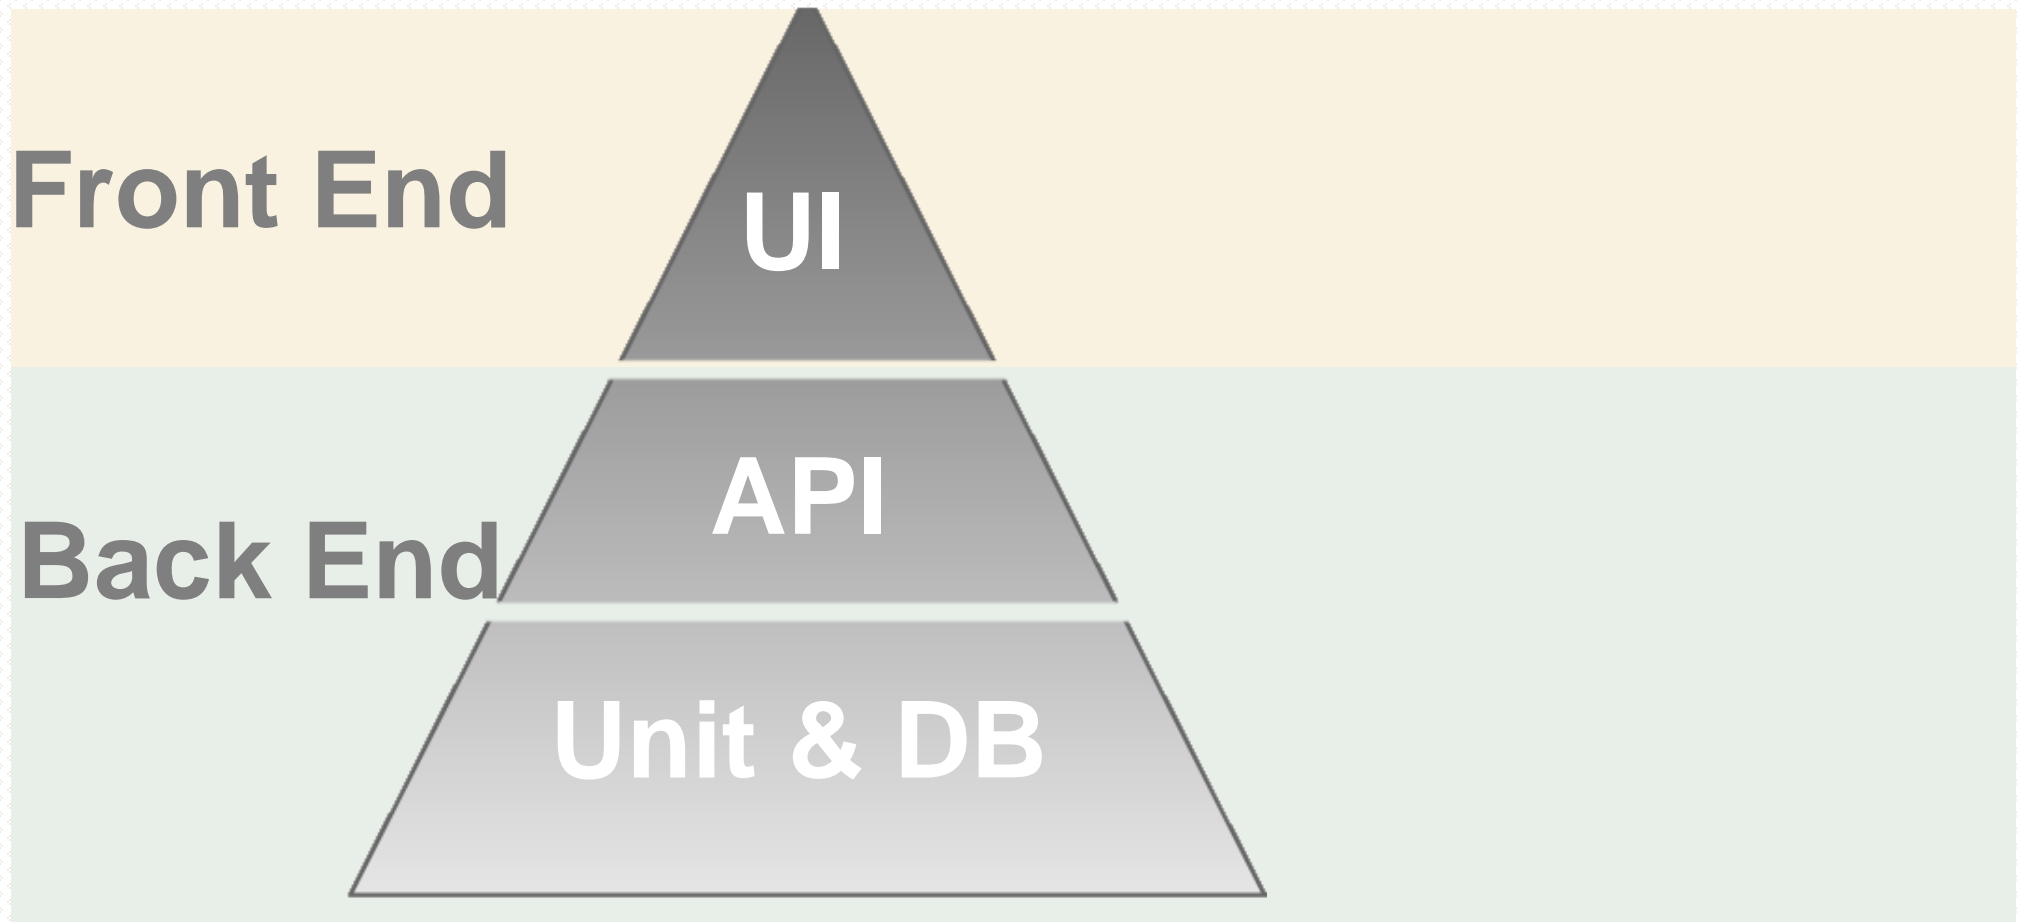 Front End
UI
API
Back End
Unit & DB